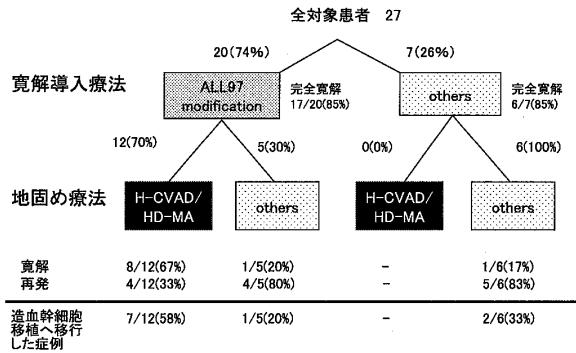 全対象患者 27
20(74%) 7(26%)
寛解導入療法
ALL97
modification
完全寛解
17/20(85%)
others
完全寛解
6/7(85%)
12(70%) 5(30%) 0(0%) 6(100%)
地固め療法
H-CVAD/
HD-MA
others
H-CVAD/
HD-MA
others
寛解 8/12(67%) 1/5(20%) - 1/6(17%)
再発 4/12(33%) 4/5(80%) - 5/6(83%)
造血幹細胞
移植へ移行
した症例
7/12(58%) 1/5(20%) - 2/6(33%)